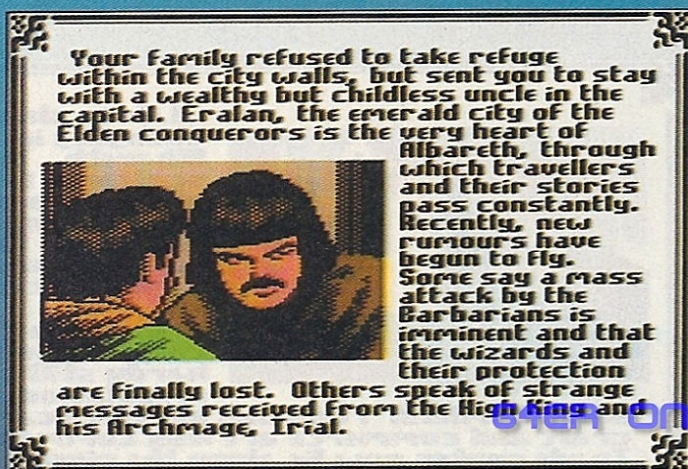 Your family refused to take refuge
within the city walls, but sent you to stay
with a wealthy but childless uncle in the
capital. Eralan, the emerald city of the
Elden conquerors is the very heart of
Albareth, through
which travellers
and their stories
pass constantly.
Recently, new
rumours have
begun to fly.
Some say a mass
attack by the
Barbarians is
imminent and that
the wizards and
their protection
are finally lost. Others speak of strange
messages received from the High King and
his Archmage, Irial.
64ER ON